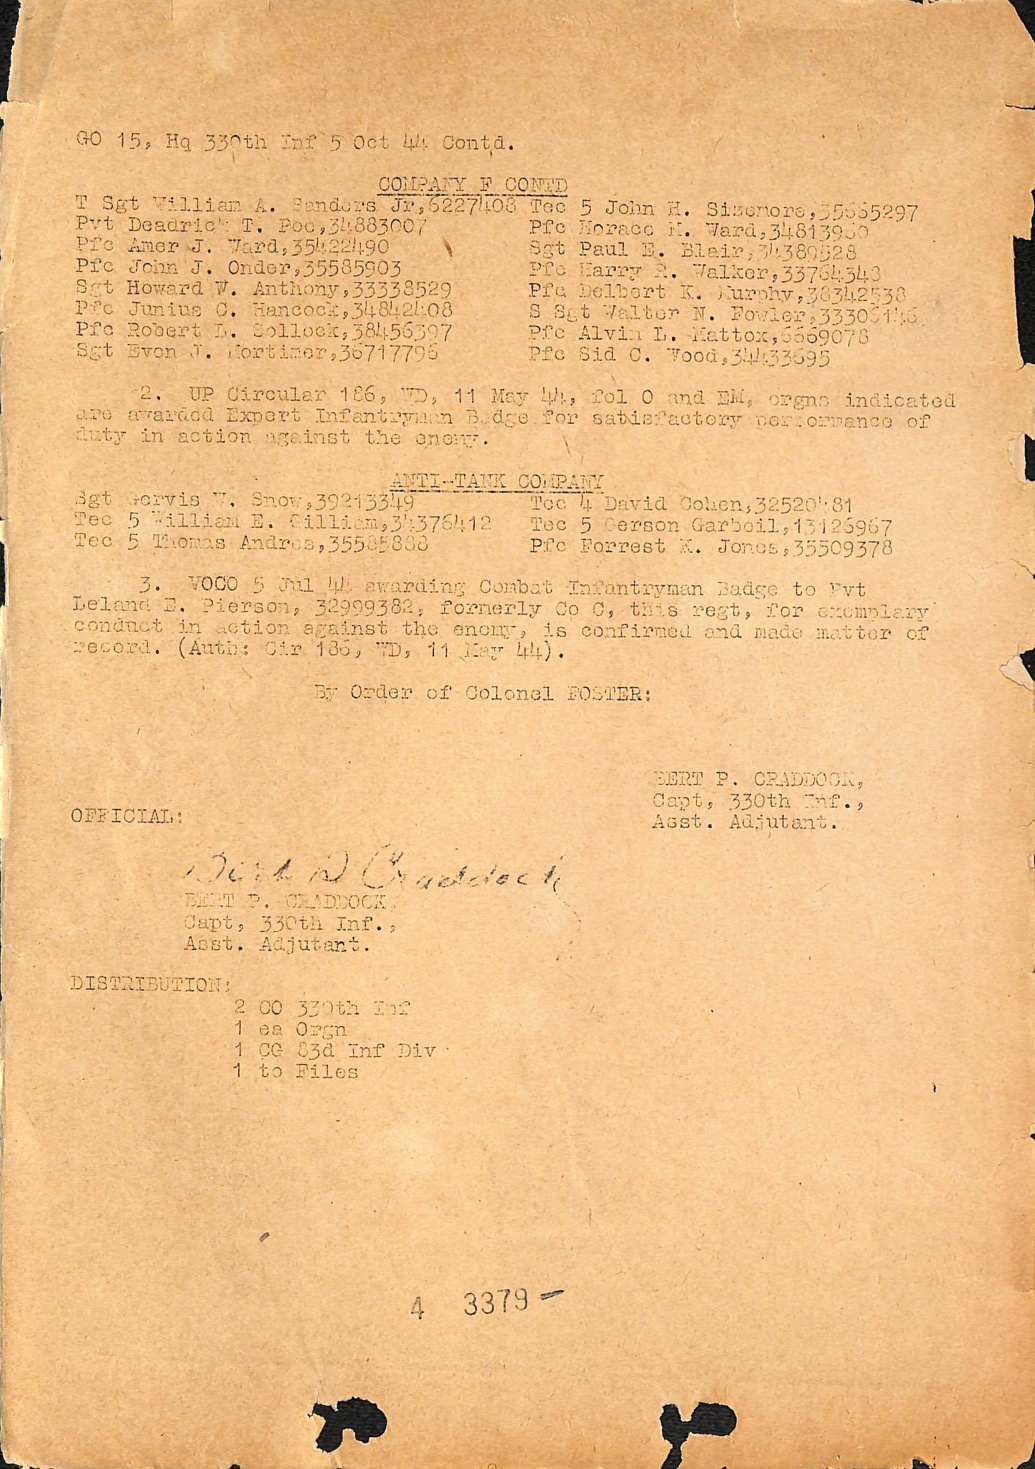 GO 15, Hq 330th Inf 5 Oct 44 Contd.
COMPANY F CONTD
T Sgt William A. Sanders Jr,6227408 Tec 5 John H. Sizemore,35665297
Pvt Deadrick T. Poe,34883007 Pfc Horace M. Ward,34813960
Pfc Amer J. Ward,35422490 Sgt Paul E. Blair,34389528
Pfc John J. Onder,35585903 Pfc Harry R. Walker,33764343
Sgt Howard W. Anthony,33338529 Pfc Delbert K. Murphy,38342538
Pfc Junius C. Hancock,34842408 S Sgt Walter N. Fowler,33306146
Pfc Robert L. Sollock,38456397 Pfc Alvin L. Mattox,6669078
Sgt Evon J. Mortimer,36717796 Pfc Sid C. Wood,34433695
2. UP Circular 186, WD, 11 May 44, fol O and EM, orgns indicated
are awarded Expert Infantryman Badge for satisfactory performance of
duty in action against the enemy.
ANTI-TANK COMPANY
Sgt Gervis W. Snow,39213349 Tec 4 David Cohen,32520481
Tec 5 William E. Gilliam,34376412 Tec 5 Gerson Garbeil,13126967
Tec 5 Thomas Andres,35585888 Pfc Forrest K. Jones,35509378
3. VOCO 5 Jul 44 awarding Combat Infantryman Badge to Pvt
Leland E. Pierson, 32999382, formerly Co C, this regt, for exemplary
conduct in action against the enemy, is confirmed and made matter of
record. (Auth: Cir 186, WD, 11 May 44).
By Order of Colonel FOSTER:
BERT P. CRADDOCK,
Capt, 330th Inf.,
Asst. Adjutant.
OFFICIAL:
Bert P Craddock
BERT P. CRADDOCK,
Capt, 330th Inf.,
Asst. Adjutant.
DISTRIBUTION:
2 CO 330th Inf
1 ea Orgn
1 CG 83d Inf Div
1 to Files
4 3379-